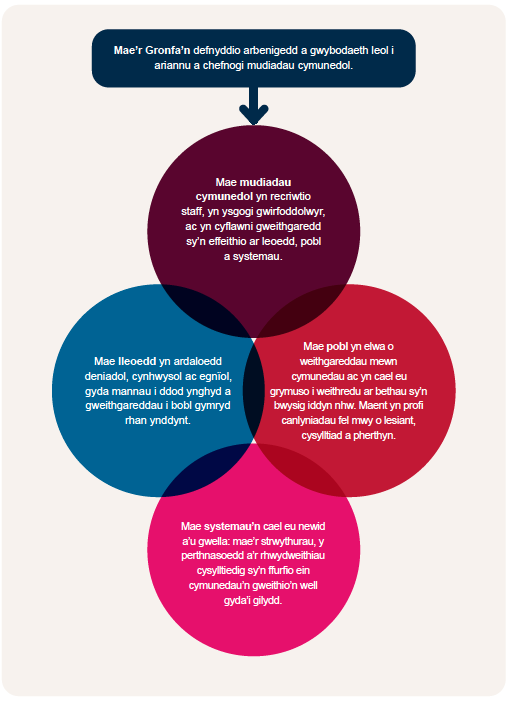 Mae'r Gronfa'n defnyddio arbenigedd a gwybodaeth leol i
ariannu a chefnogi mudiadau cymunedol.
Mae mudiadau
cymunedol yn recriwtio
staff, yn ysgogi gwirfoddolwyr,
ac yn cyflawni gweithgaredd
sy'n effeithio ar leoedd, pobl
a systemau.
Mae lleoedd yn ardaloedd
deniadol, cynhwysol ac egnïol,
gyda mannau i ddod ynghyd a
gweithgareddau i bobl gymryd
rhan ynddynt.
Mae pobl yn elwa o
weithgareddau mewn
cymunedau ac yn cael eu
grymuso i weithredu ar bethau sy'n
bwysig iddyn nhw. Maent yn profi
canlyniadau fel mwy o lesiant,
cysylltiad a pherthyn.
Mae systemau'n cael eu newid
a'u gwella: mae'r strwythurau, y
perthnasoedd a'r rhwydweithiau
cysylltiedig sy'n ffurfio ein
cymunedau'n gweithio'n well
gyda'i gilydd.